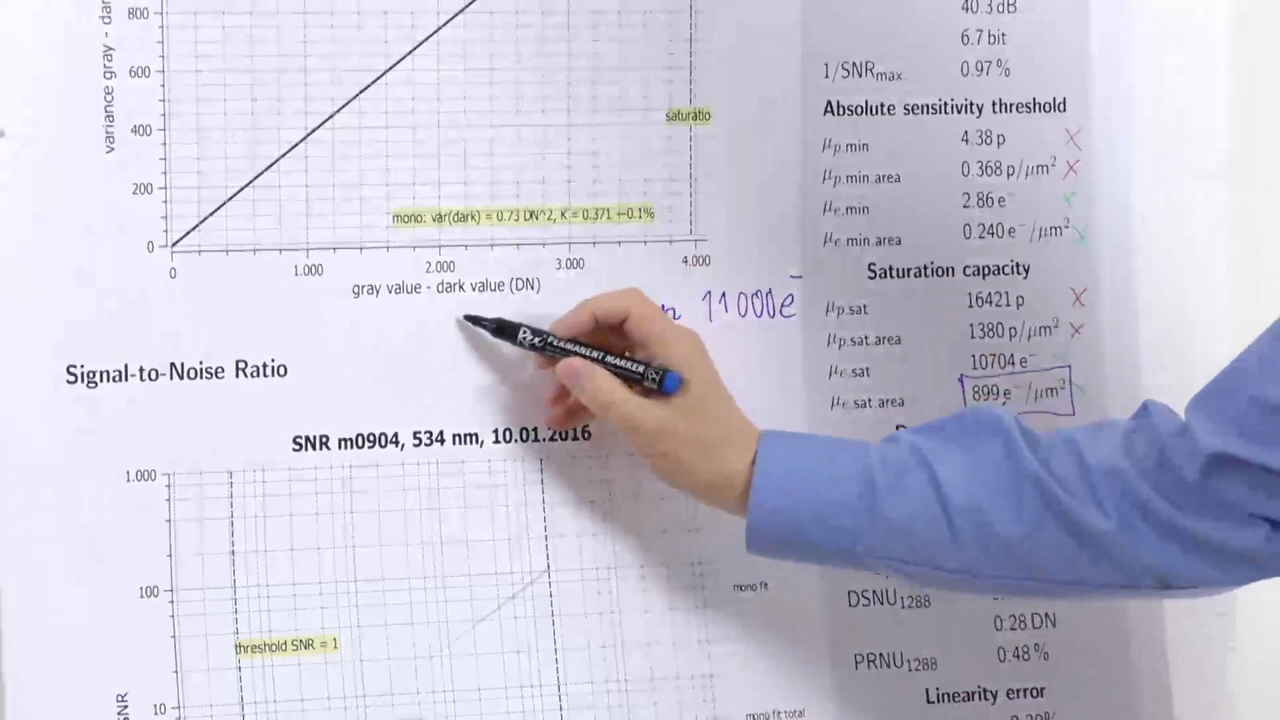 800
variance gray - dar
600
400
200
0
saturatio
mono: var(dark) = 0.73 DN^2, K = 0.371 +-0.1%
0 1.000 2.000 3.000 4.000
gray value - dark value (DN)
11000e⁻
Rex PERMANENT MARKER
Signal-to-Noise Ratio
SNR m0904, 534 nm, 10.01.2016
1.000
100
10
SNR
threshold SNR = 1
mono fit
mono fit total
40.3 dB
6.7 bit
1/SNRmax 0.97 %
Absolute sensitivity threshold
μp.min 4.38 p
μp.min.area 0.368 p/μm²
μe.min 2.86 e⁻
μe.min.area 0.240 e⁻/μm²
Saturation capacity
μp.sat 16421 p
μp.sat.area 1380 p/μm²
μe.sat 10704 e⁻
μe.sat.area 899 e⁻/μm²
DSNU1288
0.28 DN
PRNU1288 0.48 %
Linearity error